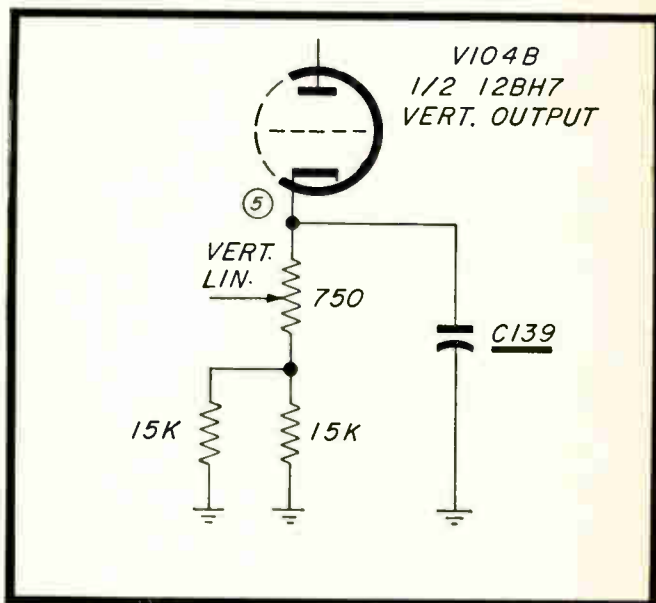 V104B
1/2 12BH7
VERT. OUTPUT
5
VERT.
LIN.
750
C139
15K
15K